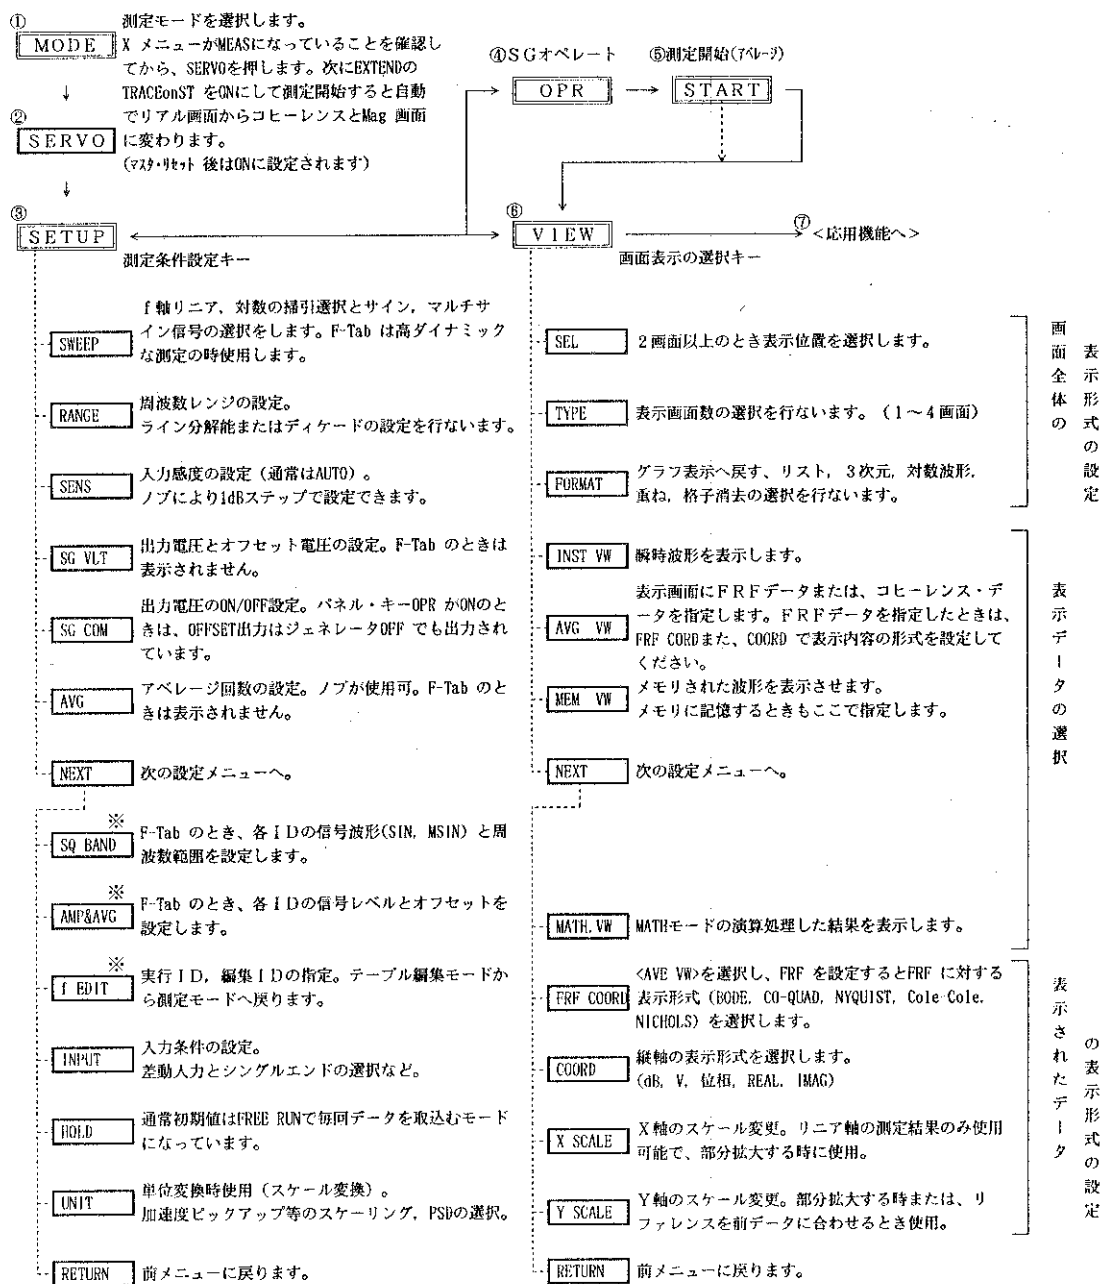 ①
測定モードを選択します。
MODE
X メニューがMEASになっていることを確認し
てから、SERVOを押します。次にEXTENDの
TRACEonST をONにして測定開始すると自動
でリアル画面からコヒーレンスとMag 画面
に変わります。
(マスタ・リセット 後はONに設定されます)
↓
②
SERVO
↓
④SGオペレート
OPR
→
⑤測定開始(アベレージ)
START
③
SETUP
測定条件設定キー
⑥
VIEW
画面表示の選択キー
⑦
<応用機能へ>
SWEEP
f 軸リニア、対数の掃引選択とサイン, マルチサ
イン信号の選択をします。F-Tab は高ダイナミック
な測定の時使用します。
RANGE
周波数レンジの設定。
ライン分解能またはディケードの設定を行ないます。
SENS
入力感度の設定（通常はAUTO）。
ノブにより1dBステップで設定できます。
SG VLT
出力電圧とオフセット電圧の設定。F-Tab のときは
表示されません。
SG COM
出力電圧のON/OFF設定。パネル・キーOPR がONのと
きは、OFFSET出力はジェネレータOFF でも出力され
ています。
AVG
アベレージ回数の設定。ノブが使用可。F-Tab のと
きは表示されません。
NEXT
次の設定メニューへ。
※
SQ BAND
F-Tab のとき、各ＩＤの信号波形(SIN, MSIN) と周
波数範囲を設定します。
※
AMP&AVG
F-Tab のとき、各ＩＤの信号レベルとオフセットを
設定します。
※
f EDIT
実行ＩＤ, 編集ＩＤの指定。テーブル編集モードか
ら測定モードへ戻ります。
INPUT
入力条件の設定。
差動入力とシングルエンドの選択など。
HOLD
通常初期値はFREE RUNで毎回データを取込むモード
になっています。
UNIT
単位変換時使用（スケール変換）。
加速度ピックアップ等のスケーリング, PSDの選択。
RETURN
前メニューに戻ります。
SEL
２画面以上のとき表示位置を選択します。
TYPE
表示画面数の選択を行ないます。（１～４画面）
FORMAT
グラフ表示へ戻す、リスト, ３次元, 対数波形,
重ね, 格子消去の選択を行ないます。
画面全体の
表示形式の設定
INST VW
瞬時波形を表示します。
AVG VW
表示画面にＦＲＦデータまたは、コヒーレンス・デ
ータを指定します。ＦＲＦデータを指定したときは、
FRF CORDまた、COORD で表示内容の形式を設定して
ください。
MEM VW
メモリされた波形を表示させます。
メモリに記憶するときもここで指定します。
NEXT
次の設定メニューへ。
MATH.VW
MATHモードの演算処理した結果を表示します。
表示データの選択
FRF COORD
<AVE VW>を選択し、FRF を設定するとFRF に対する
表示形式 (BODE, CO-QUAD, NYQUIST, Cole-Cole,
NICHOLS) を選択します。
COORD
縦軸の表示形式を選択します。
(dB, V, 位相, REAL, IMAG)
X SCALE
Ｘ軸のスケール変更。リニア軸の測定結果のみ使用
可能で、部分拡大する時に使用。
Y SCALE
Ｙ軸のスケール変更。部分拡大する時または、リ
ファレンスを前データに合わせるとき使用。
表示されたデータ
の表示形式の設定
RETURN
前メニューに戻ります。